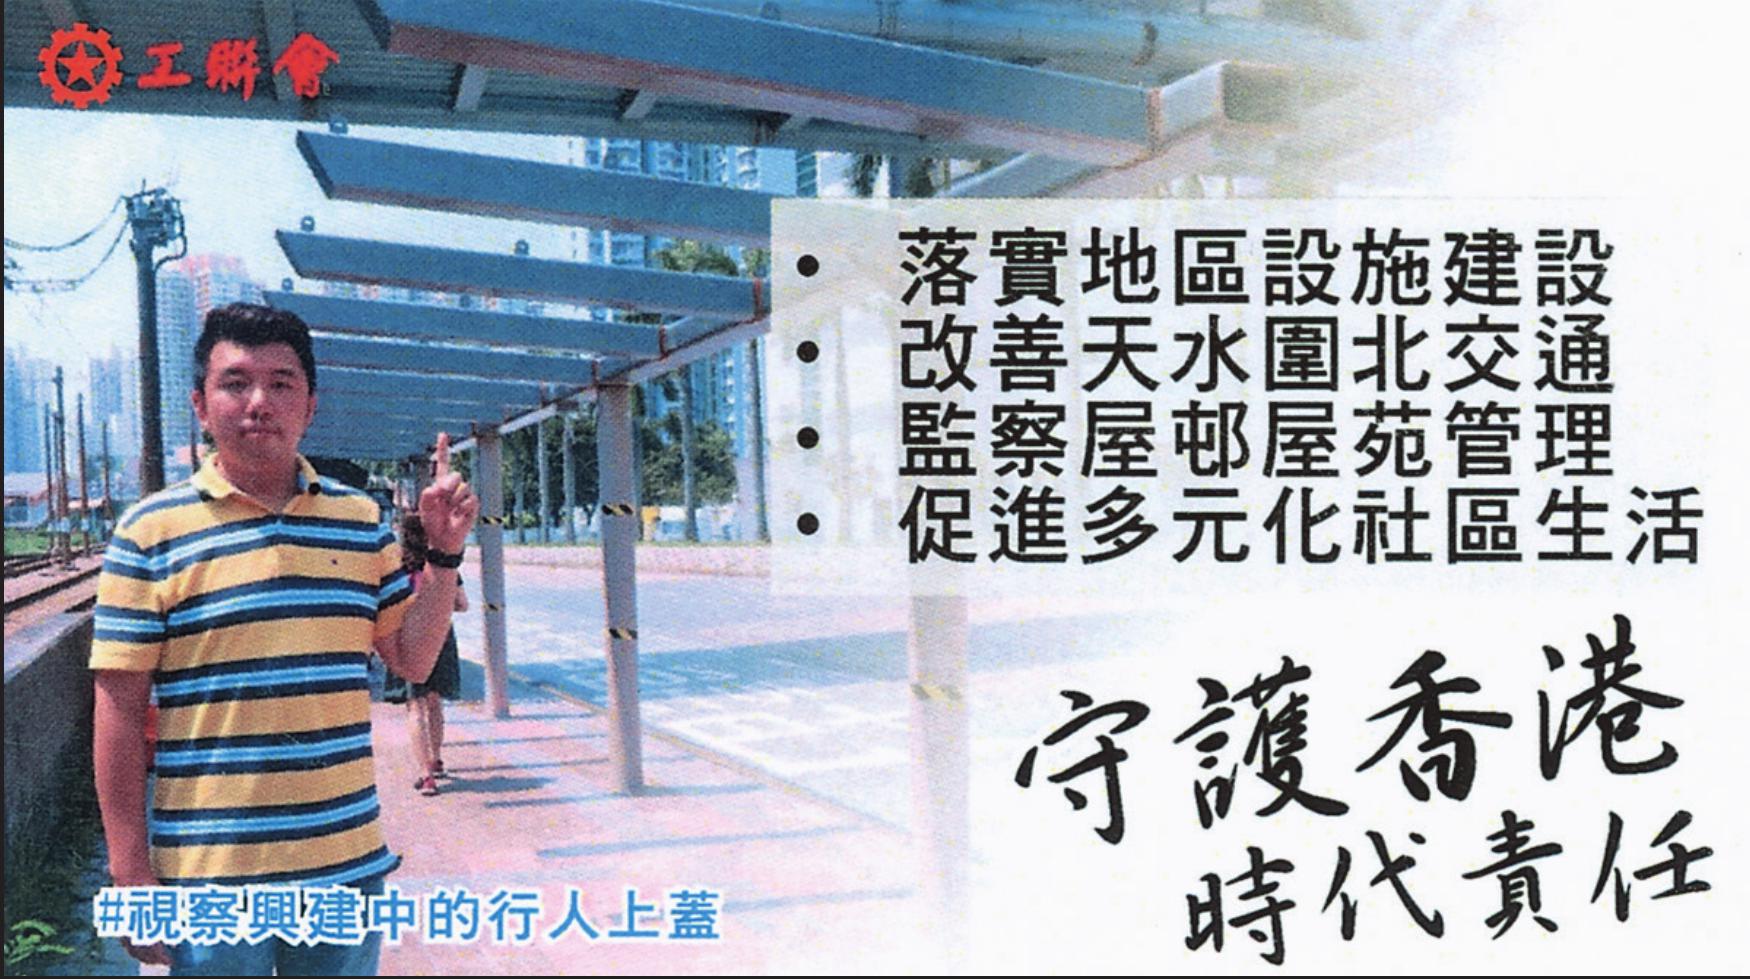 工聯會
• 落實地區設施建設
• 改善天水圍北交通
• 監察屋邨屋苑管理
• 促進多元化社區生活
守護香港
時代責任
#視察興建中的行人上蓋